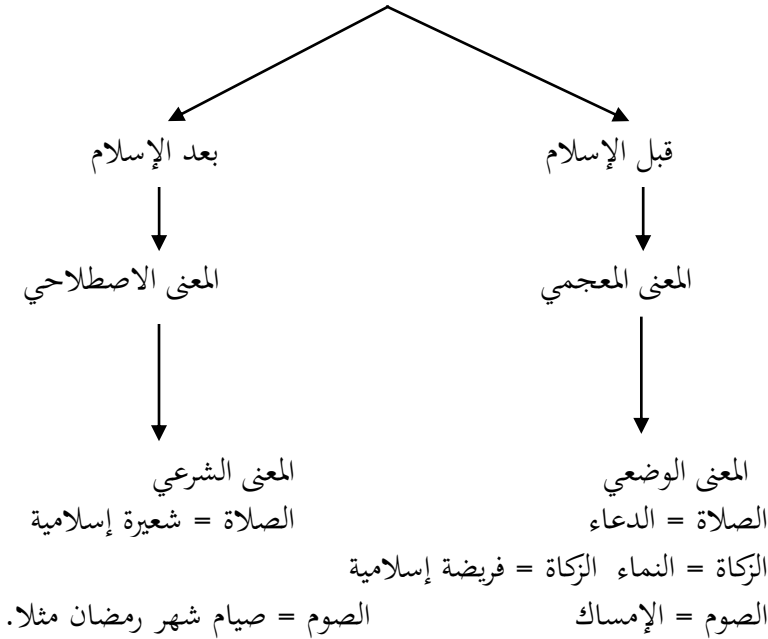 قبل الإسلام بعد الإسلام
المعنى المعجمي المعنى الاصطلاحي
المعنى الوضعي المعنى الشرعي
الصلاة = الدعاء الصلاة = شعيرة إسلامية
الزكاة = النماء الزكاة = فريضة إسلامية
الصوم = الإمساك الصوم = صيام شهر رمضان مثلا.